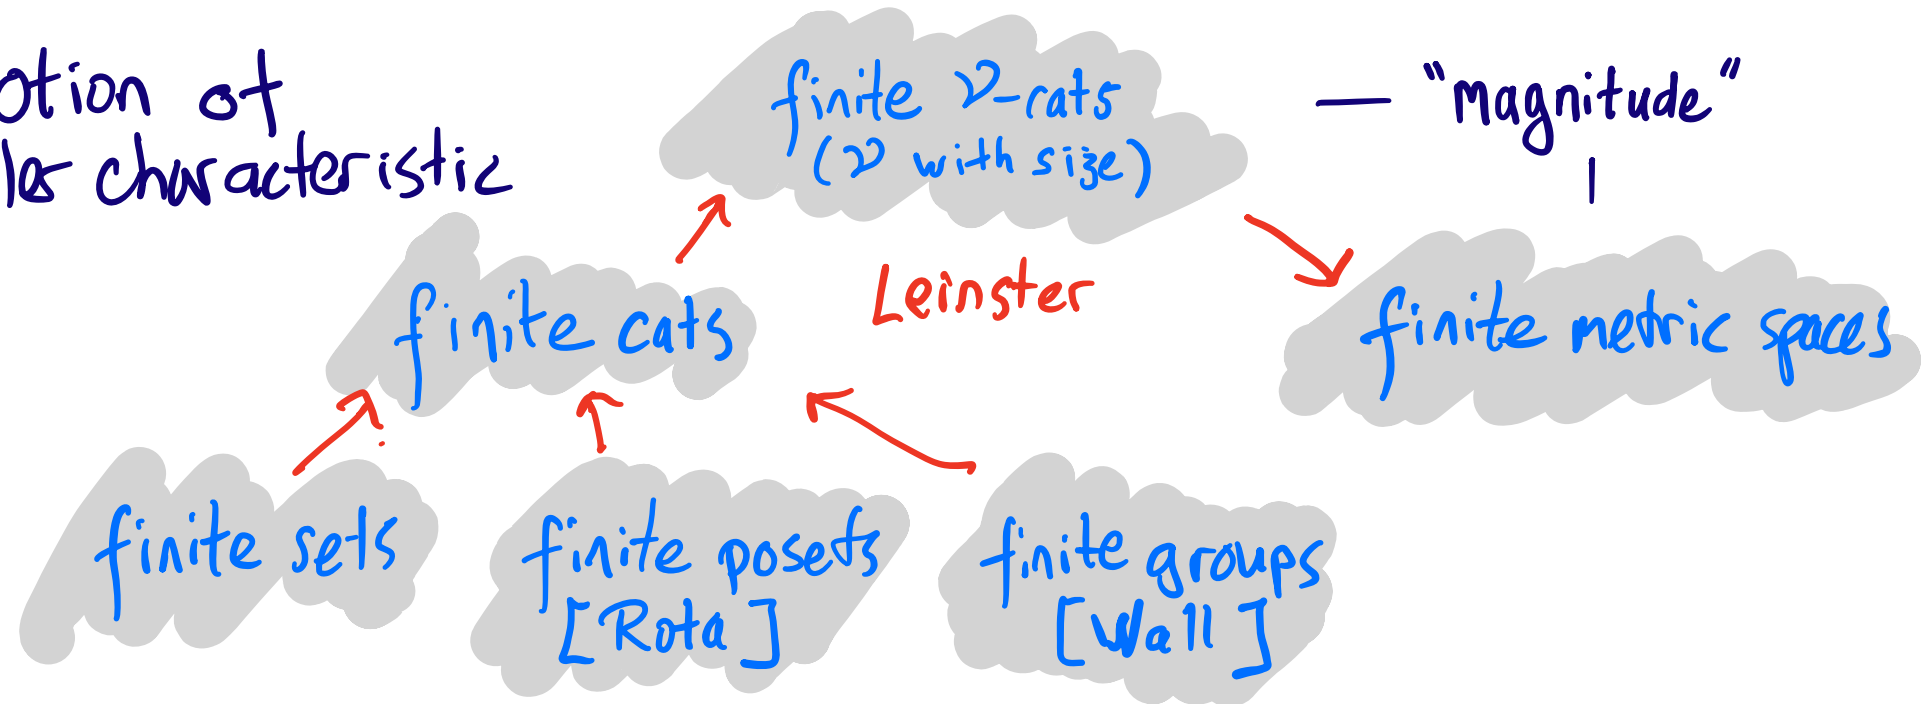 otion of
ler characteristic
finite 𝒱-cats
(𝒱 with size)
— "magnitude"
finite cats
Leinster
finite metric spaces
finite sets
finite posets
[Rota]
finite groups
[Wall]